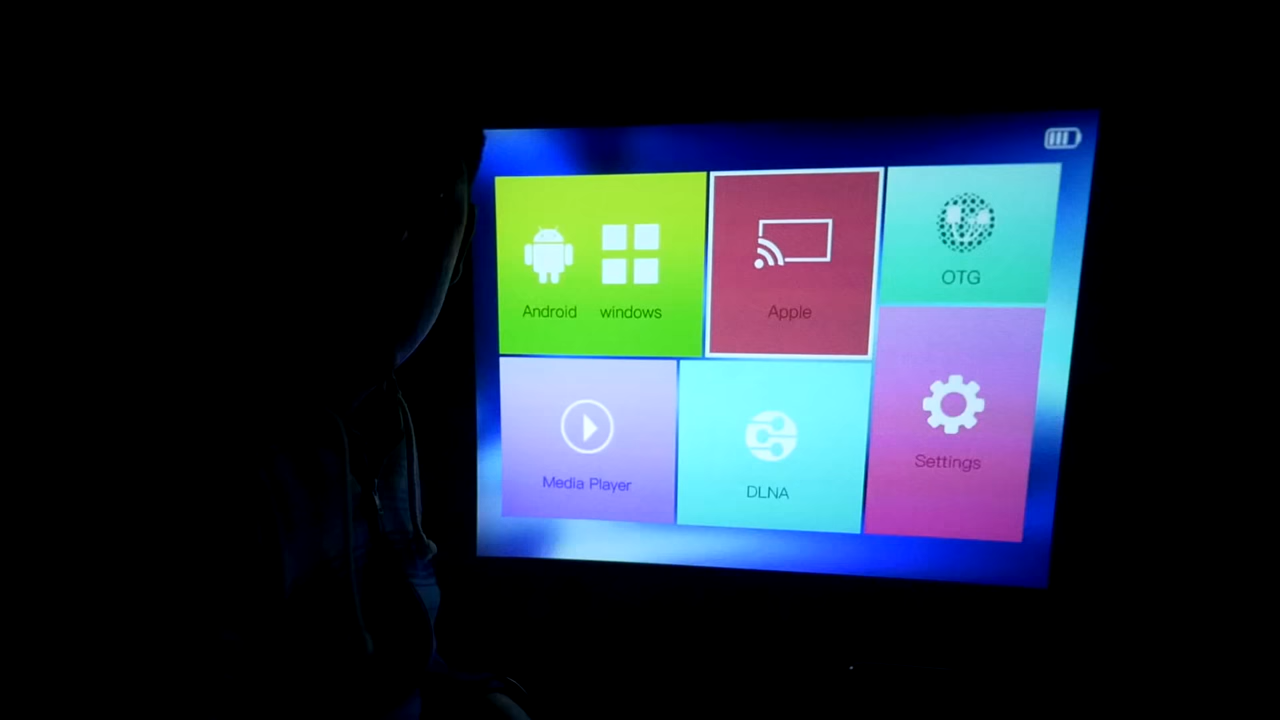 Android windows
Apple
OTG
Media Player
DLNA
Settings